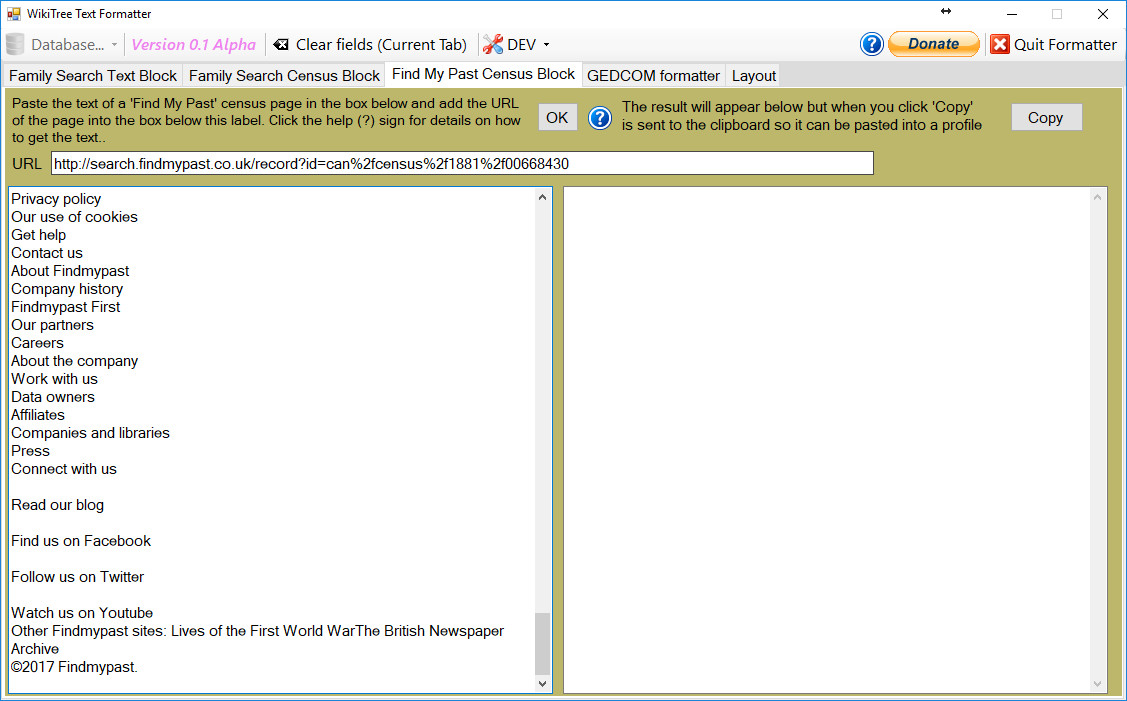 WikiTree Text Formatter
Database... Version 0.1 Alpha Clear fields (Current Tab) DEV ? Donate Quit Formatter
Family Search Text Block Family Search Census Block Find My Past Census Block GEDCOM formatter Layout
Paste the text of a 'Find My Past' census page in the box below and add the URL
of the page into the box below this label. Click the help (?) sign for details on how
to get the text..
OK ?
The result will appear below but when you click 'Copy'
is sent to the clipboard so it can be pasted into a profile
Copy
URL http://search.findmypast.co.uk/record?id=can%2fcensus%2f1881%2f00668430
Privacy policy
Our use of cookies
Get help
Contact us
About Findmypast
Company history
Findmypast First
Our partners
Careers
About the company
Work with us
Data owners
Affiliates
Companies and libraries
Press
Connect with us
Read our blog
Find us on Facebook
Follow us on Twitter
Watch us on Youtube
Other Findmypast sites: Lives of the First World WarThe British Newspaper
Archive
©2017 Findmypast.